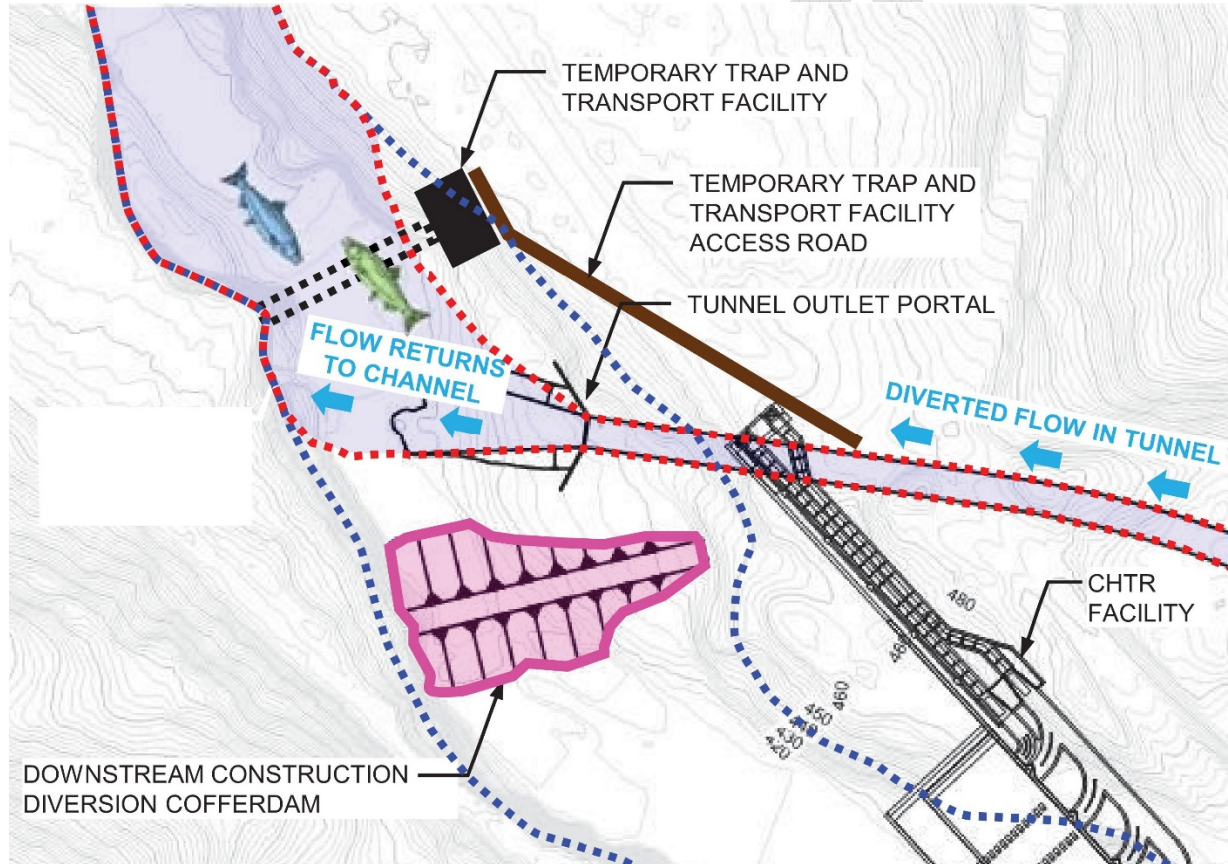 TEMPORARY TRAP AND
TRANSPORT FACILITY
TEMPORARY TRAP AND
TRANSPORT FACILITY
ACCESS ROAD
TUNNEL OUTLET PORTAL
FLOW RETURNS
TO CHANNEL
DIVERTED FLOW IN TUNNEL
CHTR
FACILITY
480
460
450
DOWNSTREAM CONSTRUCTION
DIVERSION COFFERDAM